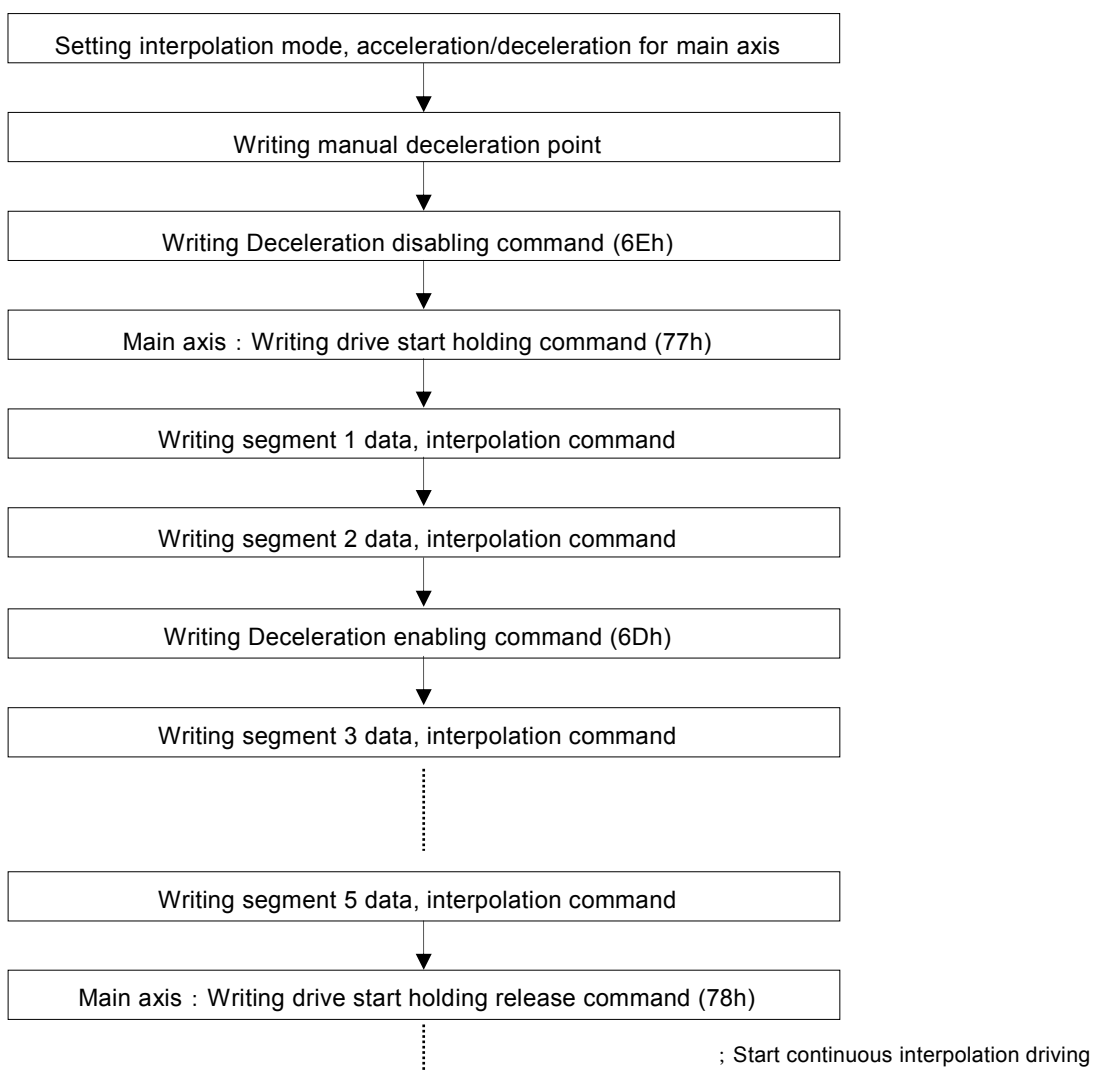 Setting interpolation mode, acceleration/deceleration for main axis
Writing manual deceleration point
Writing Deceleration disabling command (6Eh)
Main axis：Writing drive start holding command (77h)
Writing segment 1 data, interpolation command
Writing segment 2 data, interpolation command
Writing Deceleration enabling command (6Dh)
Writing segment 3 data, interpolation command
Writing segment 5 data, interpolation command
Main axis：Writing drive start holding release command (78h)
；Start continuous interpolation driving